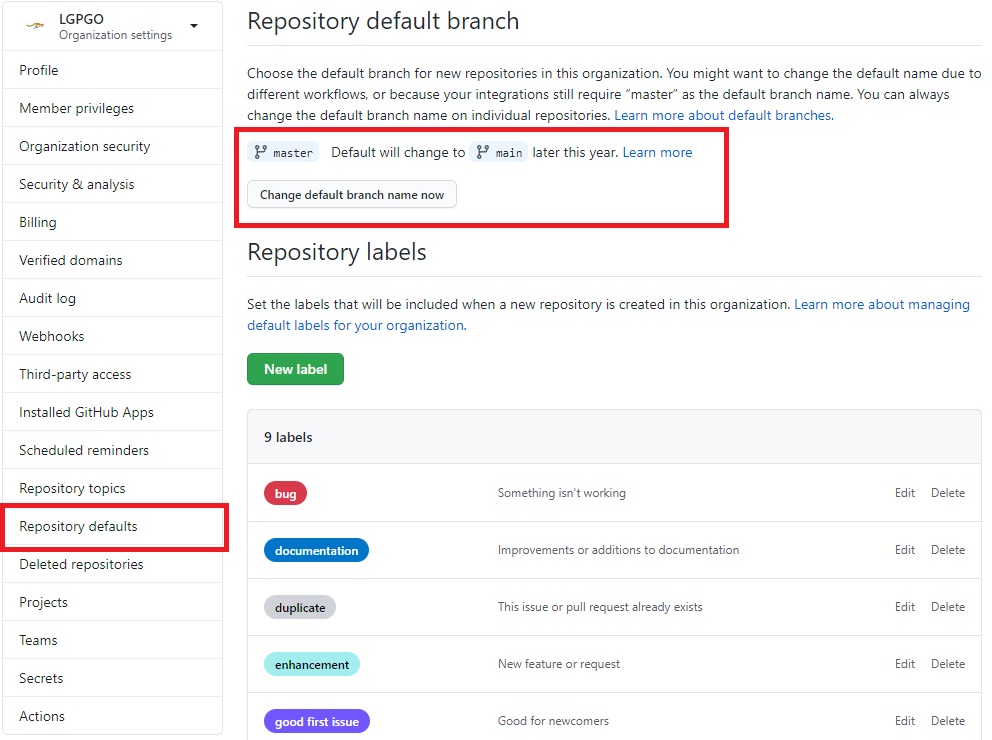 LGPGO
Organization settings
Profile
Member privileges
Organization security
Security & analysis
Billing
Verified domains
Audit log
Webhooks
Third-party access
Installed GitHub Apps
Scheduled reminders
Repository topics
Repository defaults
Deleted repositories
Projects
Teams
Secrets
Actions
Repository default branch
Choose the default branch for new repositories in this organization. You might want to change the default name due to
different workflows, or because your integrations still require “master” as the default branch name. You can always
change the default branch name on individual repositories. Learn more about default branches.
master Default will change to main later this year. Learn more
Change default branch name now
Repository labels
Set the labels that will be included when a new repository is created in this organization. Learn more about managing
default labels for your organization.
New label
9 labels
bug Something isn't working Edit Delete
documentation Improvements or additions to documentation Edit Delete
duplicate This issue or pull request already exists Edit Delete
enhancement New feature or request Edit Delete
good first issue Good for newcomers Edit Delete